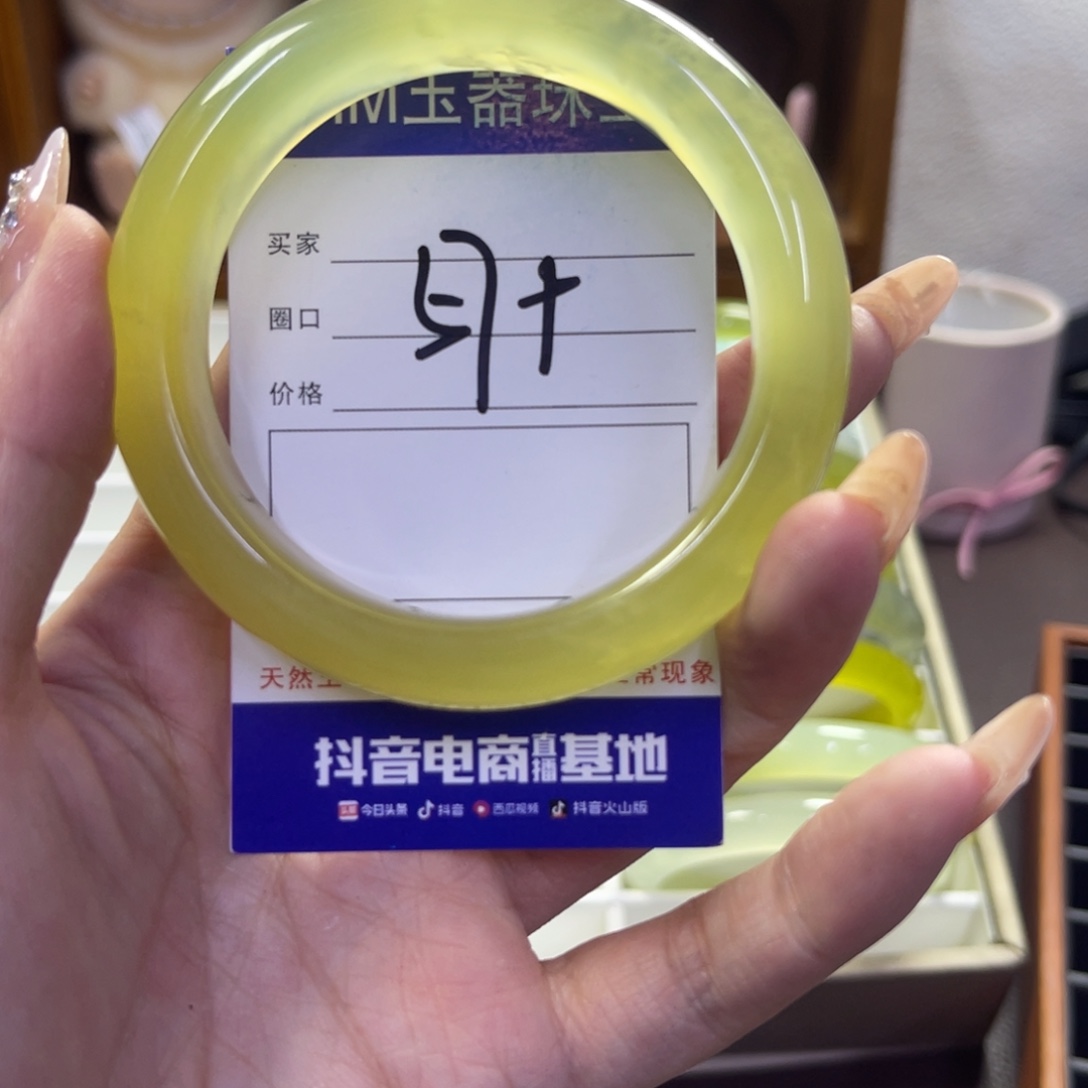 玉器珠
买家
圈口
价格
天然 常现象
抖音电商直播基地
今日头条 抖音 西瓜视频 抖音火山版